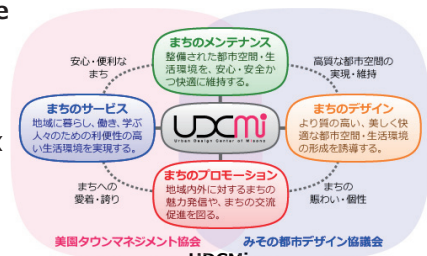 e
まちのメンテナンス
整備された都市空間・生
活環境を、安心・安全か
つ快適に維持する。
安心・便利な
まち
高質な都市空間の
実現・維持
まちのサービス
地域に暮らし、働き、学ぶ
人々のための利便性の高
い生活環境を実現する。
UDCMi
Urban Design Center of Misono
まちのデザイン
より質の高い、美しく快
適な都市空間・生活環境
の形成を誘導する。
x
まちのプロモーション
地域内外に対するまちの
魅力発信や、まちの交流
促進を図る。
まちへの
愛着・誇り
まちの
賑わい・個性
美園タウンマネジメント協会
みその都市デザイン協議会
UDCMi